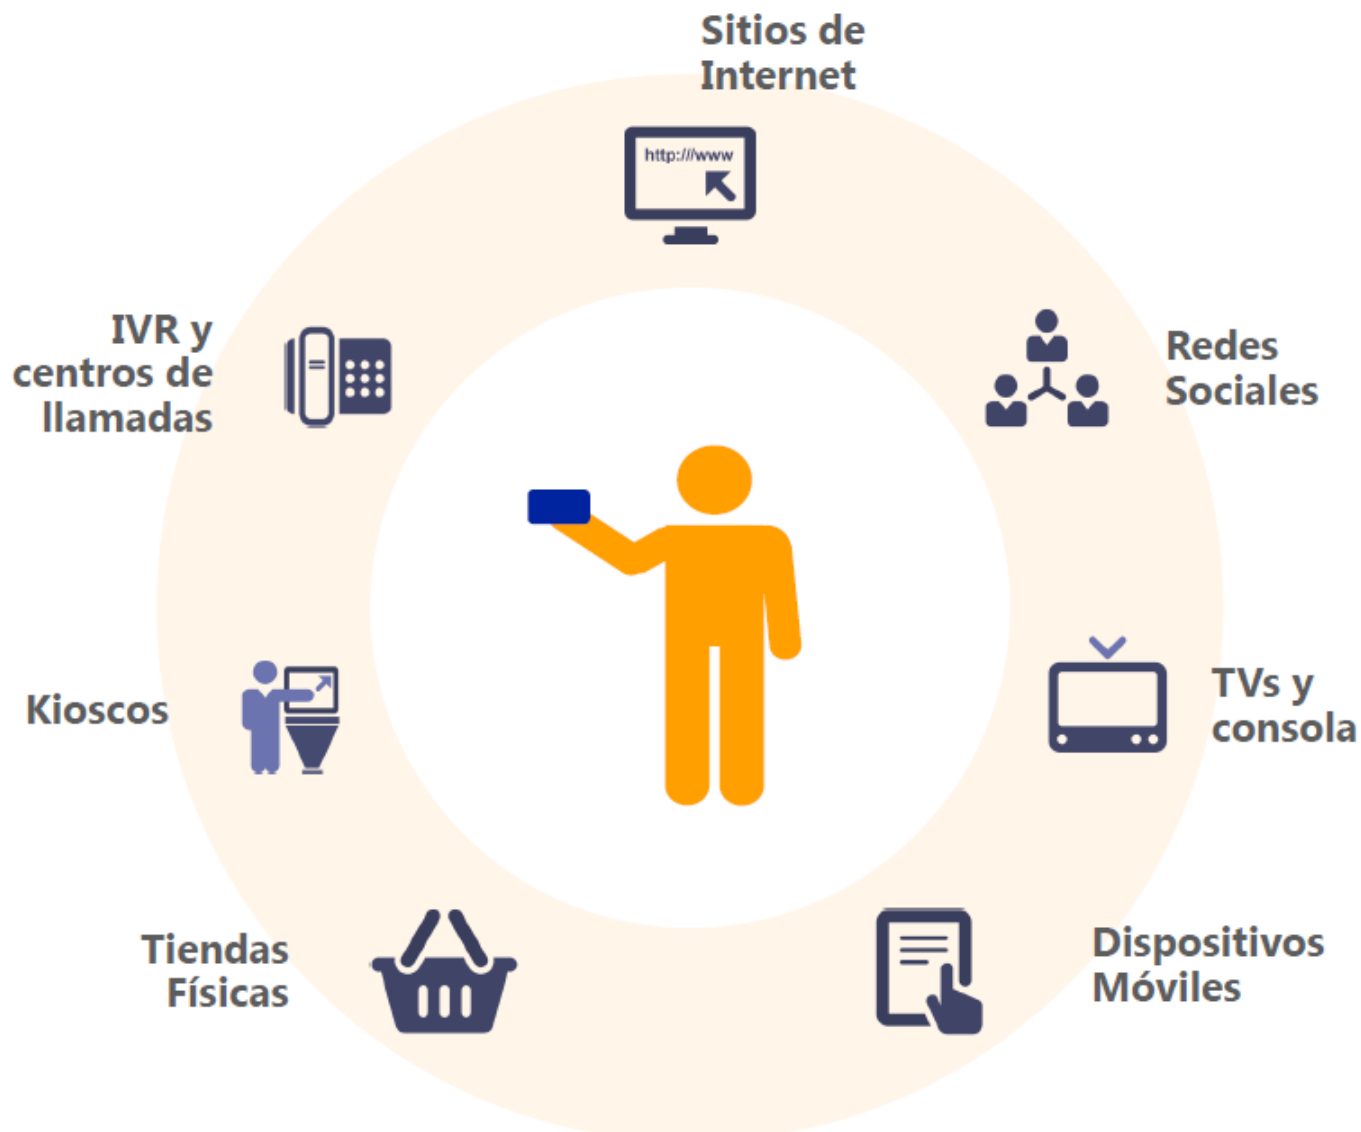 Sitios de
Internet
http:///www
IVR y
centros de
llamadas
Redes
Sociales
Kioscos
TVs y
consola
Tiendas
Físicas
Dispositivos
Móviles